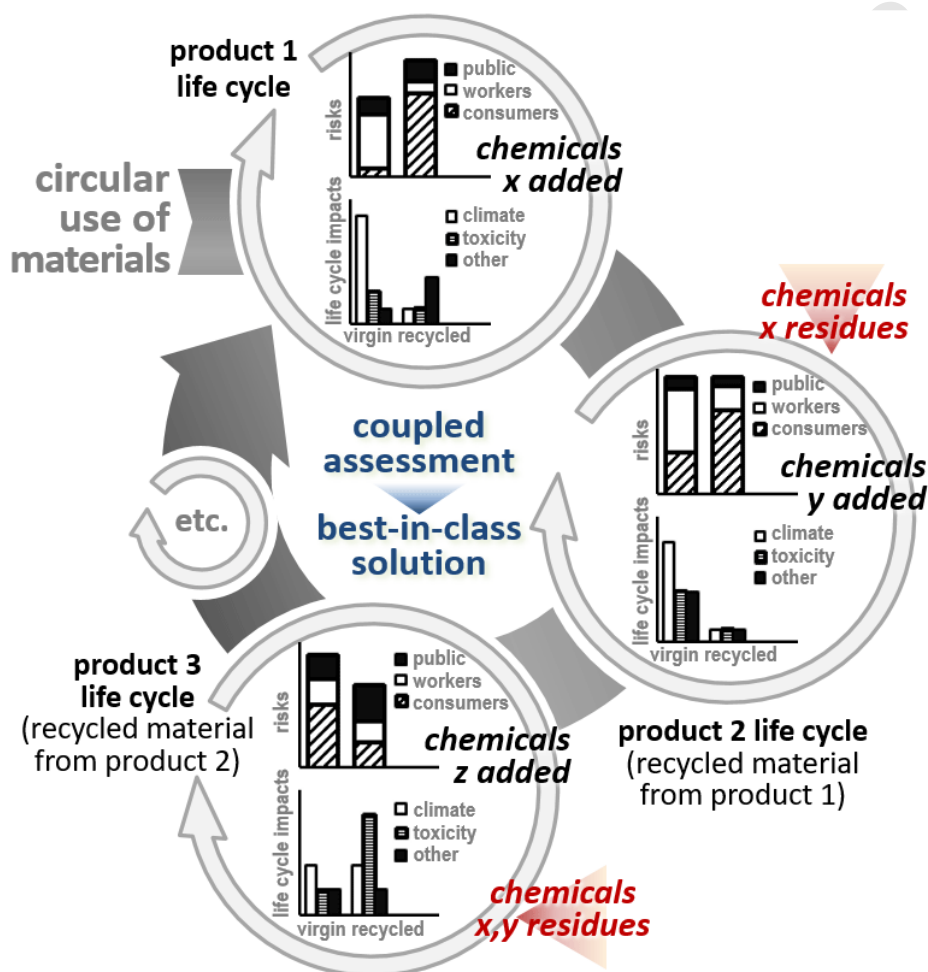 product 1
life cycle
risks
public
workers
consumers
chemicals
x added
life cycle impacts
climate
toxicity
other
virgin recycled
circular
use of
materials
chemicals
x residues
risks
public
workers
consumers
chemicals
y added
life cycle impacts
climate
toxicity
other
virgin recycled
product 2 life cycle
(recycled material
from product 1)
coupled
assessment
best-in-class
solution
etc.
product 3
life cycle
(recycled material
from product 2)
risks
public
workers
consumers
chemicals
z added
life cycle impacts
climate
toxicity
other
virgin recycled
chemicals
x,y residues